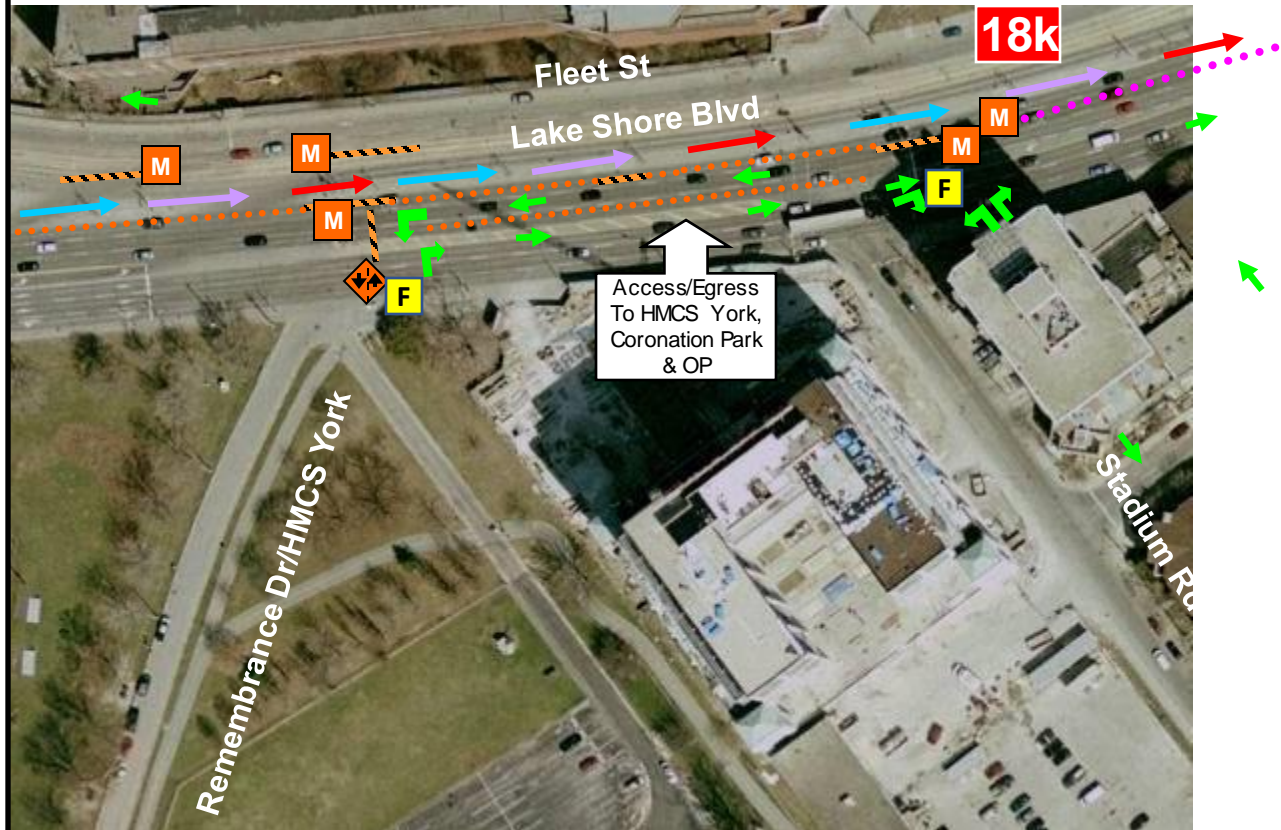 18k
Fleet St
Lake Shore Blvd
M
M
M
M
M
F
F
Access/Egress
To HMCS York,
Coronation Park
& OP
Remembrance Dr/HMCS York
Stadium Rd